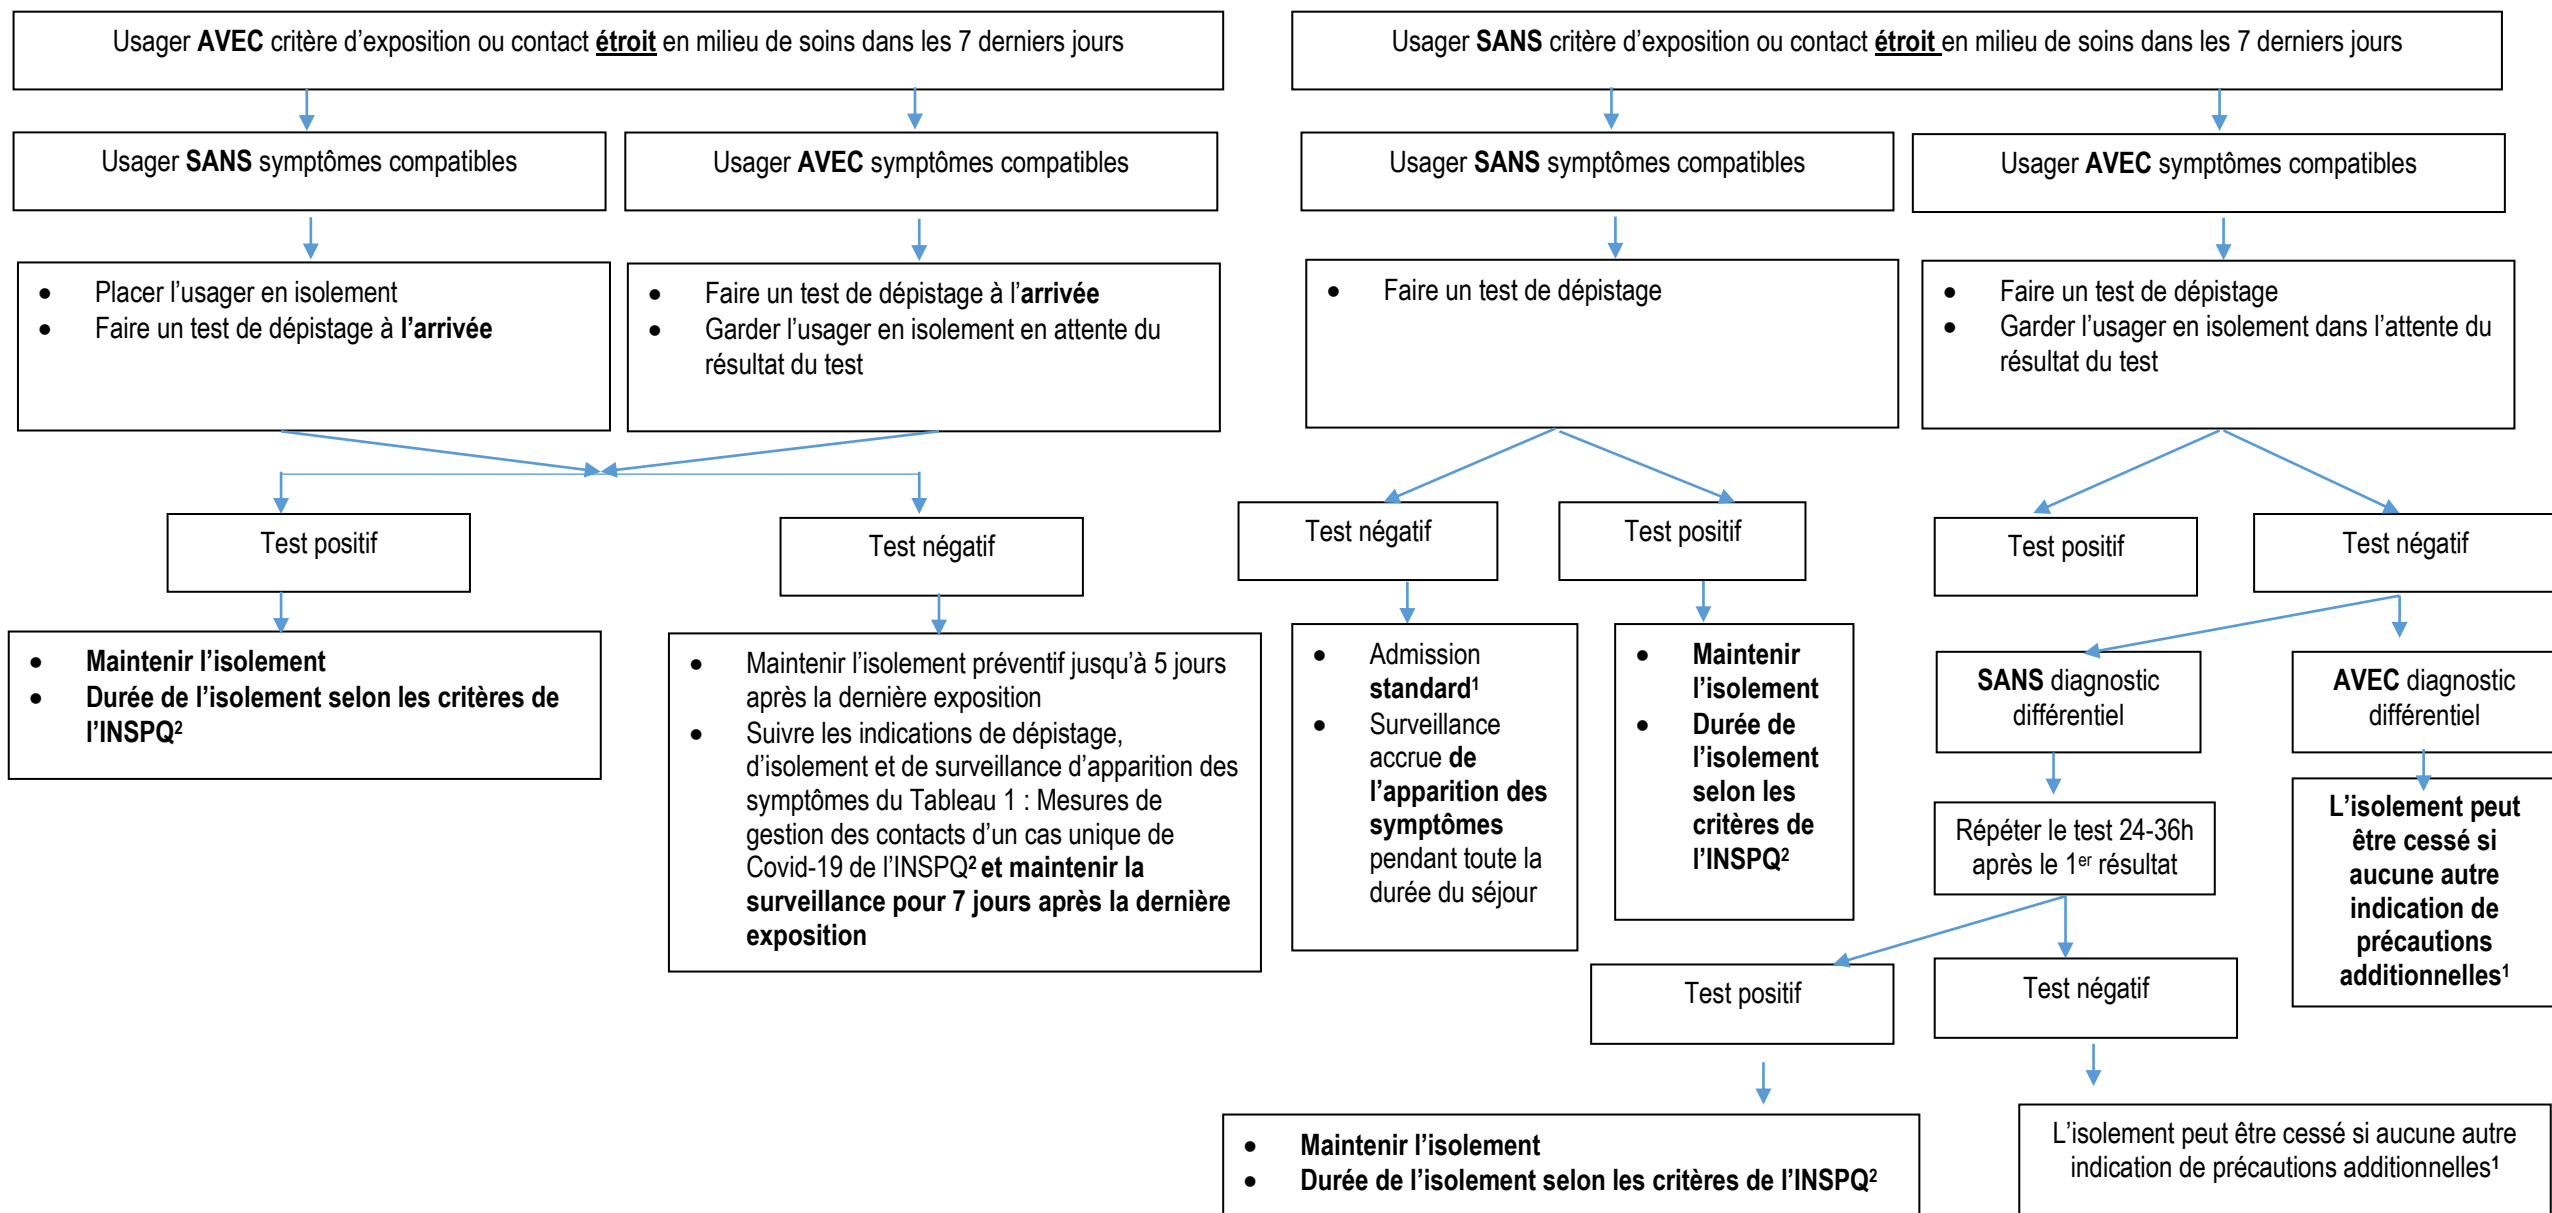 Usager AVEC critère d’exposition ou contact étroit en milieu de soins dans les 7 derniers jours
Usager SANS critère d’exposition ou contact étroit en milieu de soins dans les 7 derniers jours
Usager SANS symptômes compatibles
Usager AVEC symptômes compatibles
Usager SANS symptômes compatibles
Usager AVEC symptômes compatibles
• Placer l’usager en isolement
• Faire un test de dépistage à l’arrivée
• Faire un test de dépistage à l’arrivée
• Garder l’usager en isolement en attente du
résultat du test
• Faire un test de dépistage
• Faire un test de dépistage
• Garder l’usager en isolement dans l’attente du
résultat du test
Test positif
Test négatif
Test négatif
Test positif
Test positif
Test négatif
• Maintenir l’isolement
• Durée de l’isolement selon les critères de
l’INSPQ²
• Maintenir l’isolement préventif jusqu’à 5 jours
après la dernière exposition
• Suivre les indications de dépistage,
d’isolement et de surveillance d’apparition des
symptômes du Tableau 1 : Mesures de
gestion des contacts d’un cas unique de
Covid-19 de l’INSPQ² et maintenir la
surveillance pour 7 jours après la dernière
exposition
• Admission
standard¹
• Surveillance
accrue de
l’apparition des
symptômes
pendant toute la
durée du séjour
• Maintenir
l’isolement
• Durée de
l’isolement
selon les
critères de
l’INSPQ²
SANS diagnostic
différentiel
AVEC diagnostic
différentiel
Répéter le test 24-36h
après le 1er résultat
L’isolement peut
être cessé si
aucune autre
indication de
précautions
additionnelles¹
Test positif
Test négatif
• Maintenir l’isolement
• Durée de l’isolement selon les critères de l’INSPQ²
L’isolement peut être cessé si aucune autre
indication de précautions additionnelles¹